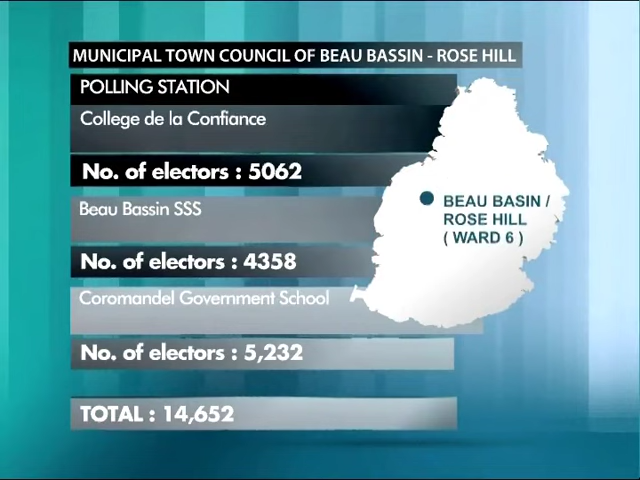 MUNICIPAL TOWN COUNCIL OF BEAU BASSIN - ROSE HILL
POLLING STATION
College de la Confiance
No. of electors : 5062
Beau Bassin SSS
No. of electors : 4358
Coromandel Government School
No. of electors : 5,232
TOTAL : 14,652
BEAU BASIN /
ROSE HILL
( WARD 6 )